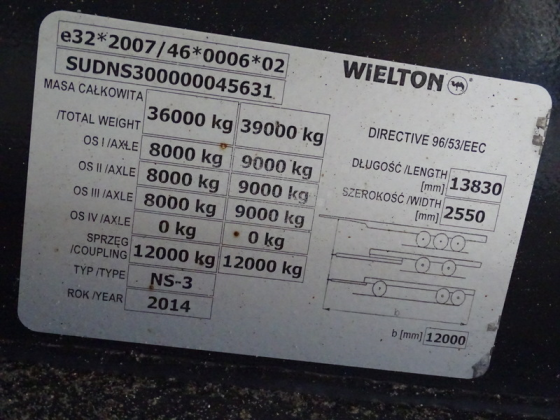 e32*2007/46*0006*02
SUDNS300000045631
WIELTON
MASA CAŁKOWITA
/TOTAL WEIGHT 36000 kg 39000 kg
OS I /AXLE 8000 kg 9000 kg
OS II /AXLE 8000 kg 9000 kg
OS III /AXLE 8000 kg 9000 kg
OS IV /AXLE 0 kg 0 kg
SPRZĘG
/COUPLING 12000 kg 12000 kg
TYP /TYPE NS-3
ROK /YEAR 2014
DIRECTIVE 96/53/EEC
DŁUGOŚĆ /LENGTH
[mm] 13830
SZEROKOŚĆ /WIDTH
[mm] 2550
b
b [mm] 12000